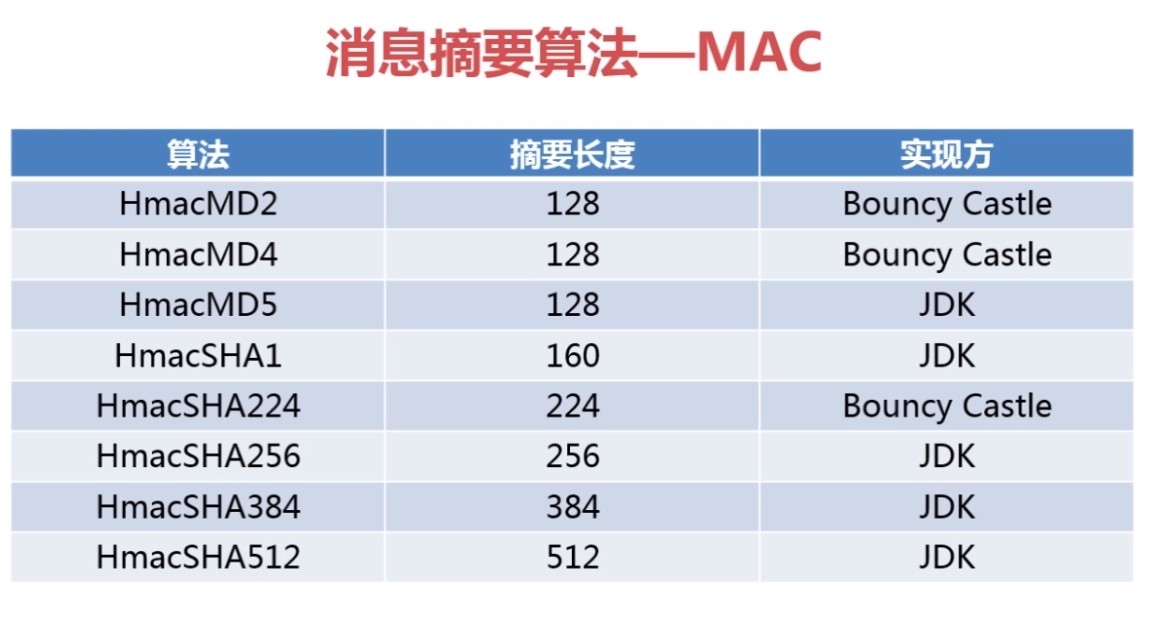 消息摘要算法—MAC
算法 摘要长度 实现方
HmacMD2 128 Bouncy Castle
HmacMD4 128 Bouncy Castle
HmacMD5 128 JDK
HmacSHA1 160 JDK
HmacSHA224 224 Bouncy Castle
HmacSHA256 256 JDK
HmacSHA384 384 JDK
HmacSHA512 512 JDK